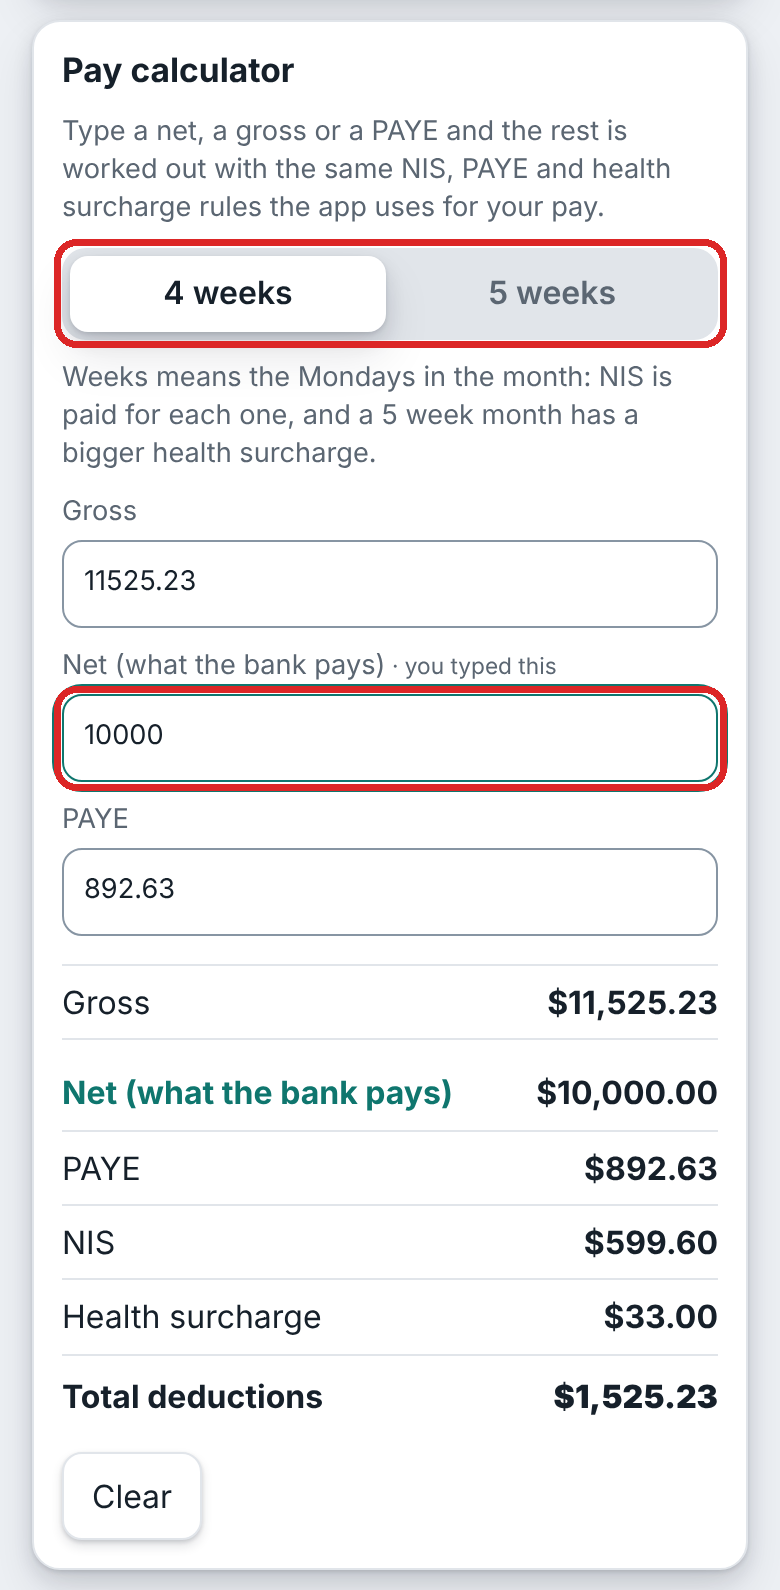 Pay calculator
Type a net, a gross or a PAYE and the rest is
worked out with the same NIS, PAYE and health
surcharge rules the app uses for your pay.
4 weeks
5 weeks
Weeks means the Mondays in the month: NIS is
paid for each one, and a 5 week month has a
bigger health surcharge.
Gross
11525.23
Net (what the bank pays) · you typed this
10000
PAYE
892.63
Gross $11,525.23
Net (what the bank pays) $10,000.00
PAYE $892.63
NIS $599.60
Health surcharge $33.00
Total deductions $1,525.23
Clear